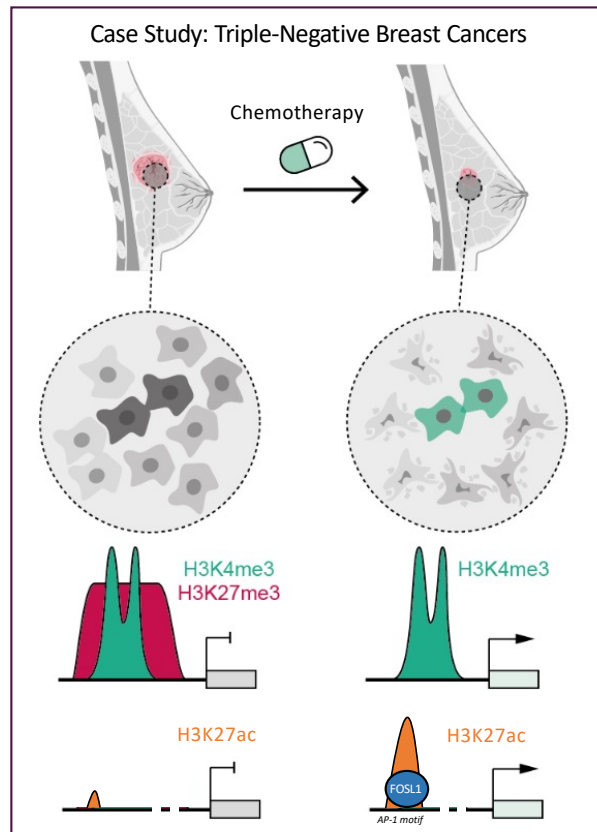 Case Study: Triple-Negative Breast Cancers
Chemotherapy
H3K4me3
H3K27me3
H3K4me3
H3K27ac
H3K27ac
FOSL1
AP-1 motif